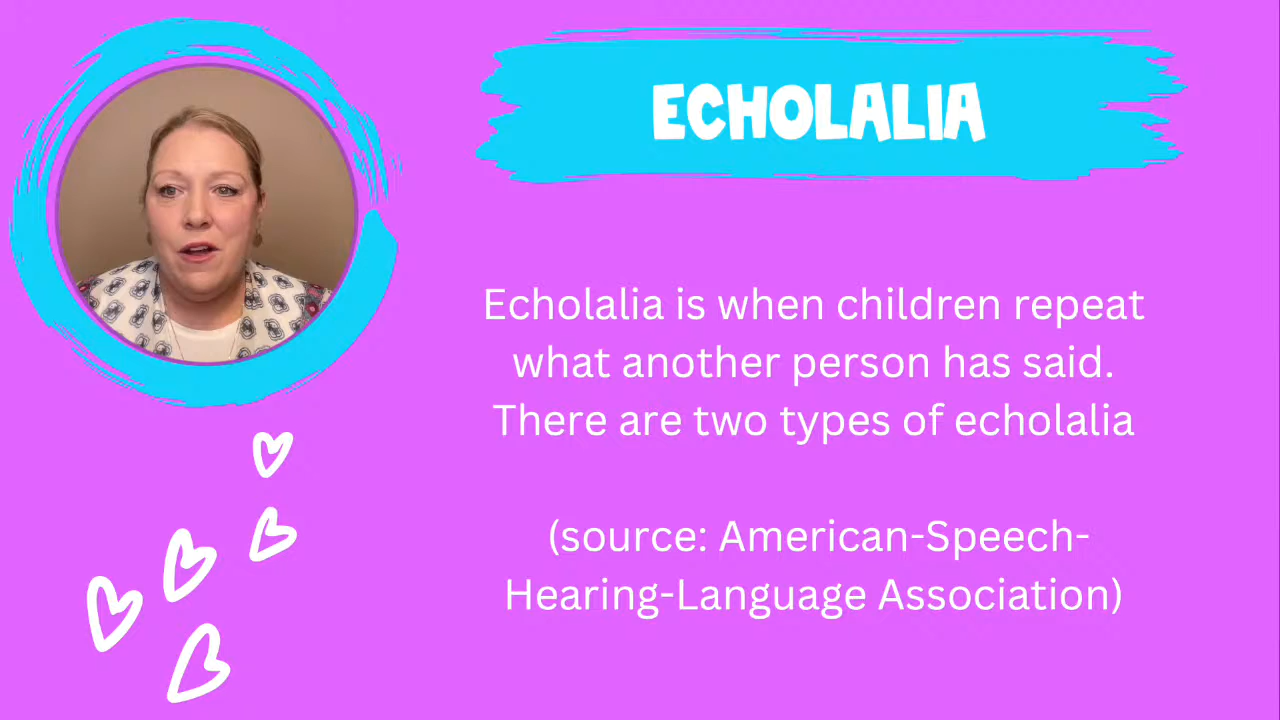 ECHOLALIA
Echolalia is when children repeat
what another person has said.
There are two types of echolalia
(source: American-Speech-
Hearing-Language Association)